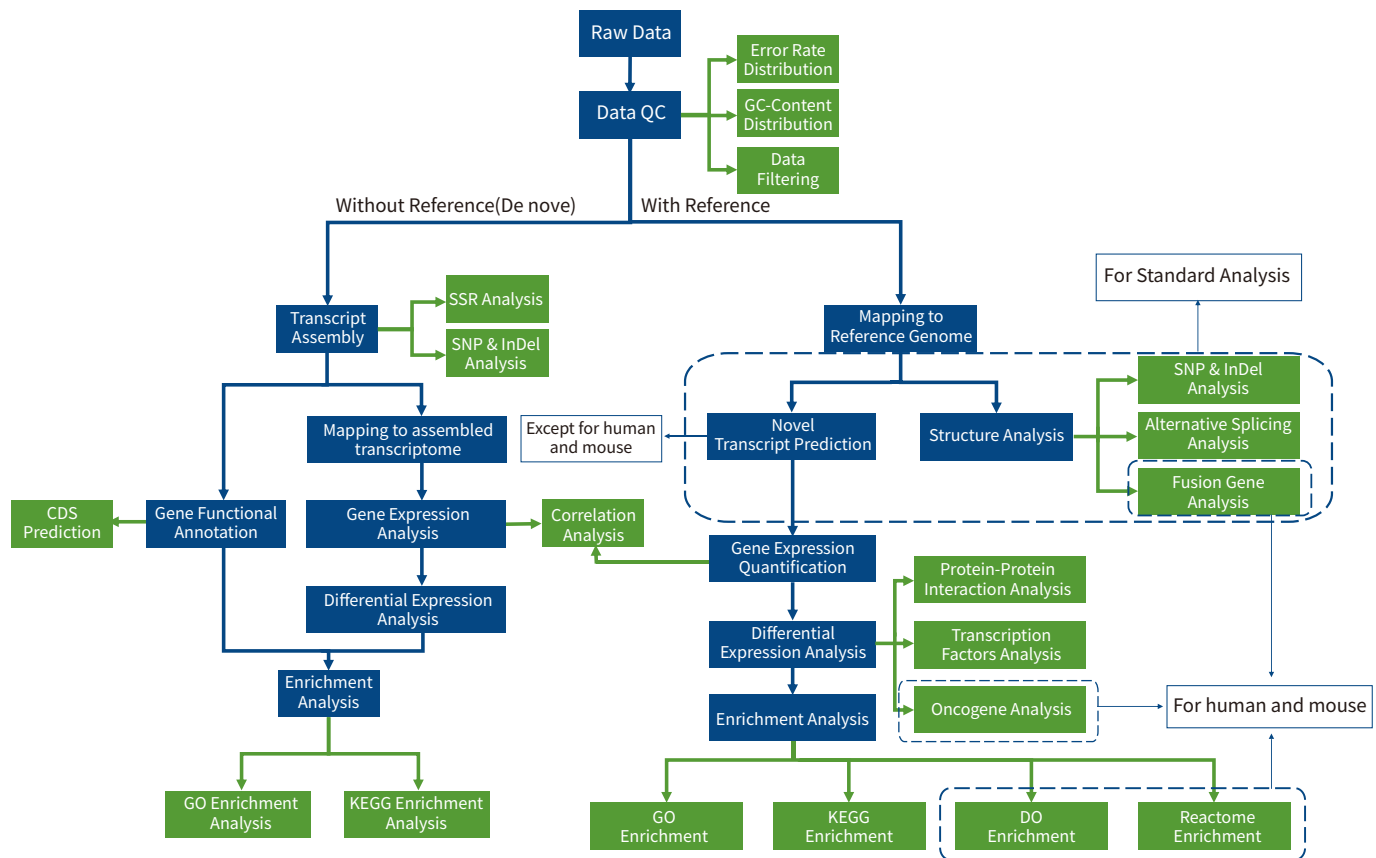 Raw Data
Error Rate
Distribution
Data QC
GC-Content
Distribution
Data
Filtering
Without Reference(De nove)
With Reference
For Standard Analysis
Transcript
Assembly
SSR Analysis
SNP & InDel
Analysis
Mapping to
Reference Genome
SNP & InDel
Analysis
Mapping to assembled
transcriptome
Except for human
and mouse
Novel
Transcript Prediction
Structure Analysis
Alternative Splicing
Analysis
Fusion Gene
Analysis
CDS
Prediction
Gene Functional
Annotation
Gene Expression
Analysis
Correlation
Analysis
Gene Expression
Quantification
Protein-Protein
Interaction Analysis
Differential Expression
Analysis
Differential
Expression Analysis
Transcription
Factors Analysis
Enrichment
Analysis
Enrichment Analysis
Oncogene Analysis
For human and mouse
GO Enrichment
Analysis
KEGG Enrichment
Analysis
GO
Enrichment
KEGG
Enrichment
DO
Enrichment
Reactome
Enrichment